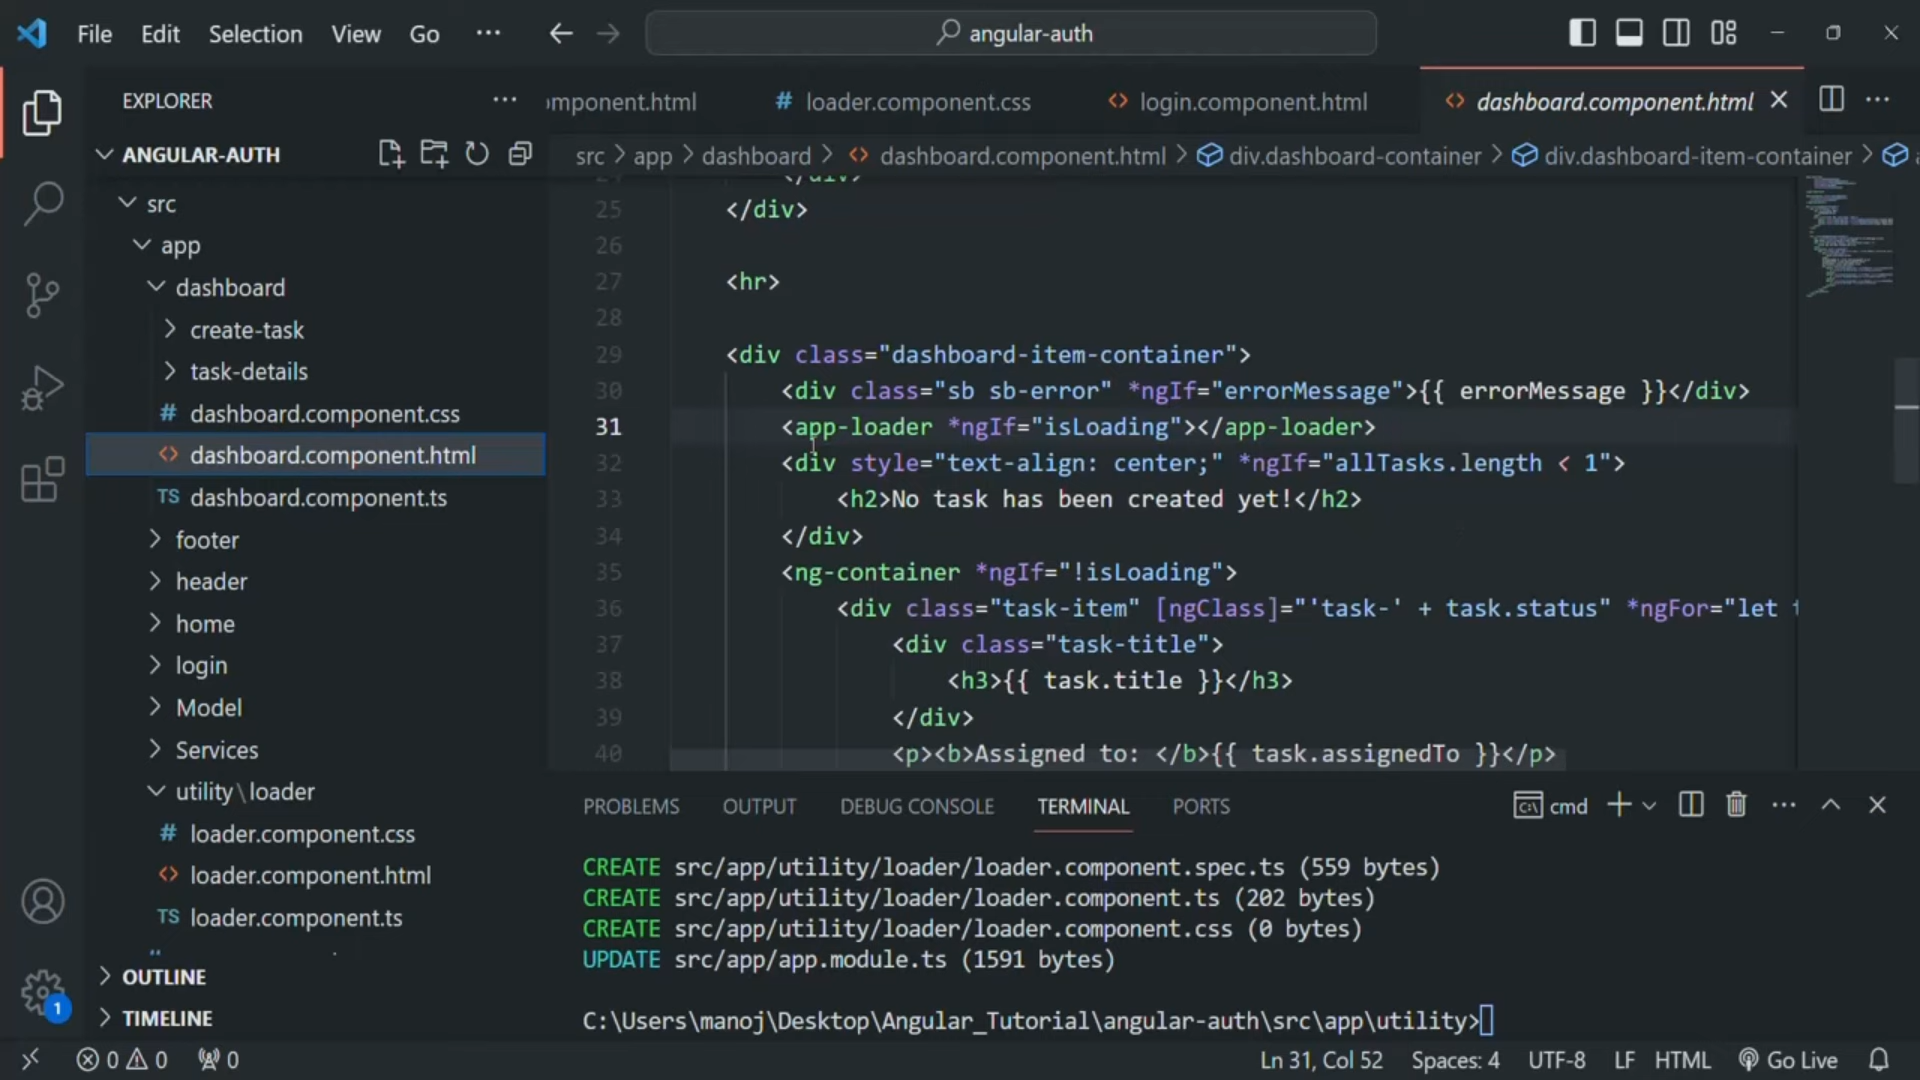 File Edit Selection View Go ··· angular-auth
EXPLORER ···
ANGULAR-AUTH
src
app
dashboard
create-task
task-details
# dashboard.component.css
<> dashboard.component.html
TS dashboard.component.ts
footer
header
home
login
Model
Services
utility\loader
# loader.component.css
<> loader.component.html
TS loader.component.ts
OUTLINE
TIMELINE
1
mponent.html # loader.component.css <> login.component.html <> dashboard.component.html
src > app > dashboard > <> dashboard.component.html > div.dashboard-container > div.dashboard-item-container >
25 </div>
26
27 <hr>
28
29 <div class="dashboard-item-container">
30 <div class="sb sb-error" *ngIf="errorMessage">{{ errorMessage }}</div>
31 <app-loader *ngIf="isLoading"></app-loader>
32 <div style="text-align: center;" *ngIf="allTasks.length < 1">
33 <h2>No task has been created yet!</h2>
34 </div>
35 <ng-container *ngIf="!isLoading">
36 <div class="task-item" [ngClass]="'task-' + task.status" *ngFor="let
37 <div class="task-title">
38 <h3>{{ task.title }}</h3>
39 </div>
40 <p><b>Assigned to: </b>{{ task.assignedTo }}</p>
PROBLEMS OUTPUT DEBUG CONSOLE TERMINAL PORTS cmd
CREATE src/app/utility/loader/loader.component.spec.ts (559 bytes)
CREATE src/app/utility/loader/loader.component.ts (202 bytes)
CREATE src/app/utility/loader/loader.component.css (0 bytes)
UPDATE src/app/app.module.ts (1591 bytes)
C:\Users\manoj\Desktop\Angular_Tutorial\angular-auth\src\app\utility>
0 0 0 Ln 31, Col 52 Spaces: 4 UTF-8 LF HTML Go Live